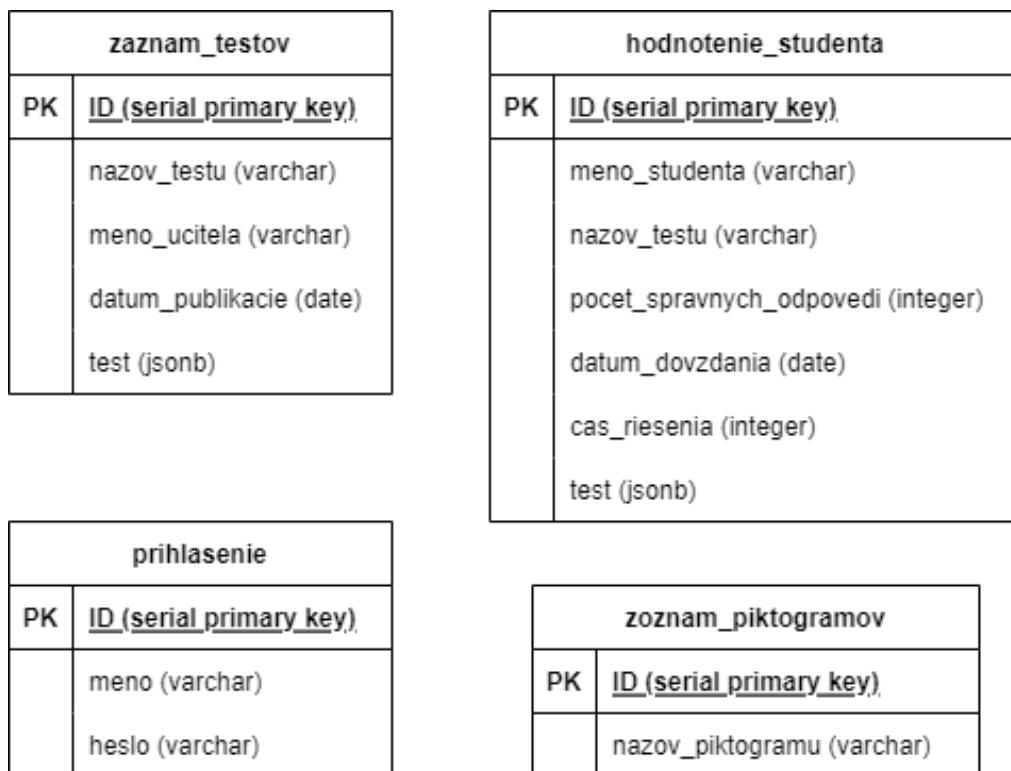 zaznam_testov
PK ID (serial primary key)
nazov_testu (varchar)
meno_ucitela (varchar)
datum_publikacie (date)
test (jsonb)
hodnotenie_studenta
PK ID (serial primary key)
meno_studenta (varchar)
nazov_testu (varchar)
pocet_spravnych_odpovedi (integer)
datum_dovzdania (date)
cas_riesenia (integer)
test (jsonb)
prihlasenie
PK ID (serial primary key)
meno (varchar)
heslo (varchar)
zoznam_piktogramov
PK ID (serial primary key)
nazov_piktogramu (varchar)